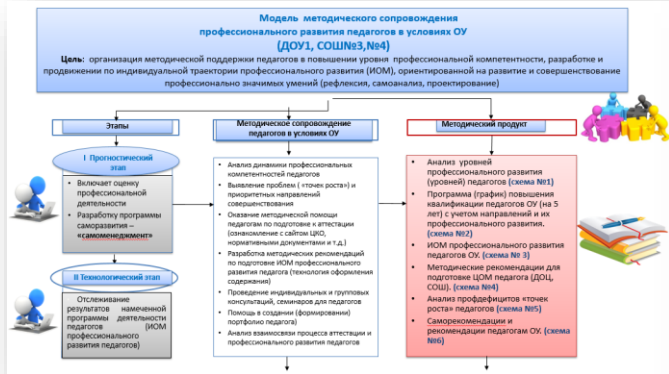 Модель методического сопровождения
профессионального развития педагогов в условиях ОУ
(ДОУ1, СОШ№3,№4)
Цель: организация методической поддержки педагогов в повышении уровня профессиональной компетентности, разработке и
продвижении по индивидуальной траектории профессионального развития (ИОМ), ориентированной на развитие и совершенствование
профессионально значимых умений (рефлексия, самоанализ, проектирование)
Этапы
I Прогностический
этап
• Включает оценку
профессиональной
деятельности
• Разработку программы
саморазвития –
«самоменеджмент»
II Технологический этап
Отслеживание
результатов намеченной
программы деятельности
педагогов (ИОМ
профессионального
развития педагогов)
Методическое сопровождение
педагогов в условиях ОУ
• Анализ динамики профессиональных
компетентностей педагогов
• Выявление проблем ( «точек роста») и
приоритетных направлений
совершенствования
• Оказание методической помощи
педагогам по подготовке к аттестации
(ознакомление с сайтом ЦКО,
нормативными документами и т.д.)
• Разработка методических рекомендаций
по подготовке ИОМ профессионального
развития педагога (технология оформления
содержания)
• Проведение индивидуальных и групповых
консультаций, семинаров для педагогов
• Помощь в создании (формировании)
портфолио педагога
• Анализ взаимосвязи процесса аттестации и
профессионального развития педагогов
Методический продукт
• Анализ уровней
профессионального развития
(уровней) педагогов (схема №1)
• Программа (график) повышения
квалификации педагогов ОУ (на 5
лет) с учетом направлений и их
профессионального развития.
(схема №2)
• ИОМ профессионального развития
педагогов ОУ. (схема № 3)
• Методические рекомендации для
подготовке ЦОМ педагога (ДОЦ,
СОШ). (схема №4)
• Анализ профдефицитов «точек
роста» педагогов (схема №5)
• Саморекомендации и
рекомендации педагогам ОУ. (схема
№6)